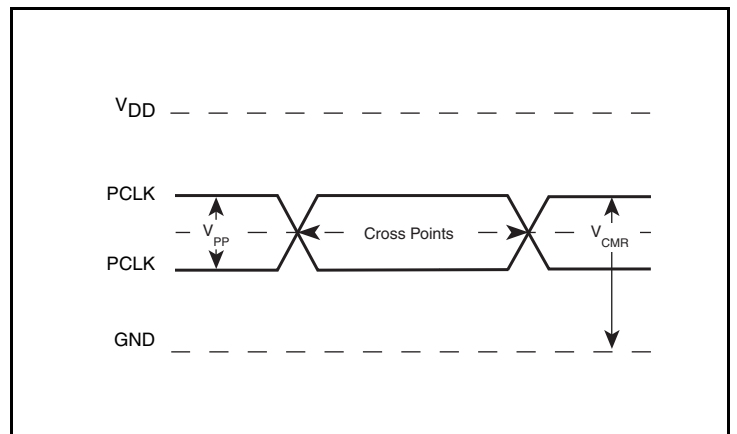 VDD
PCLK
VPP
Cross Points
VCMR
PCLK
GND